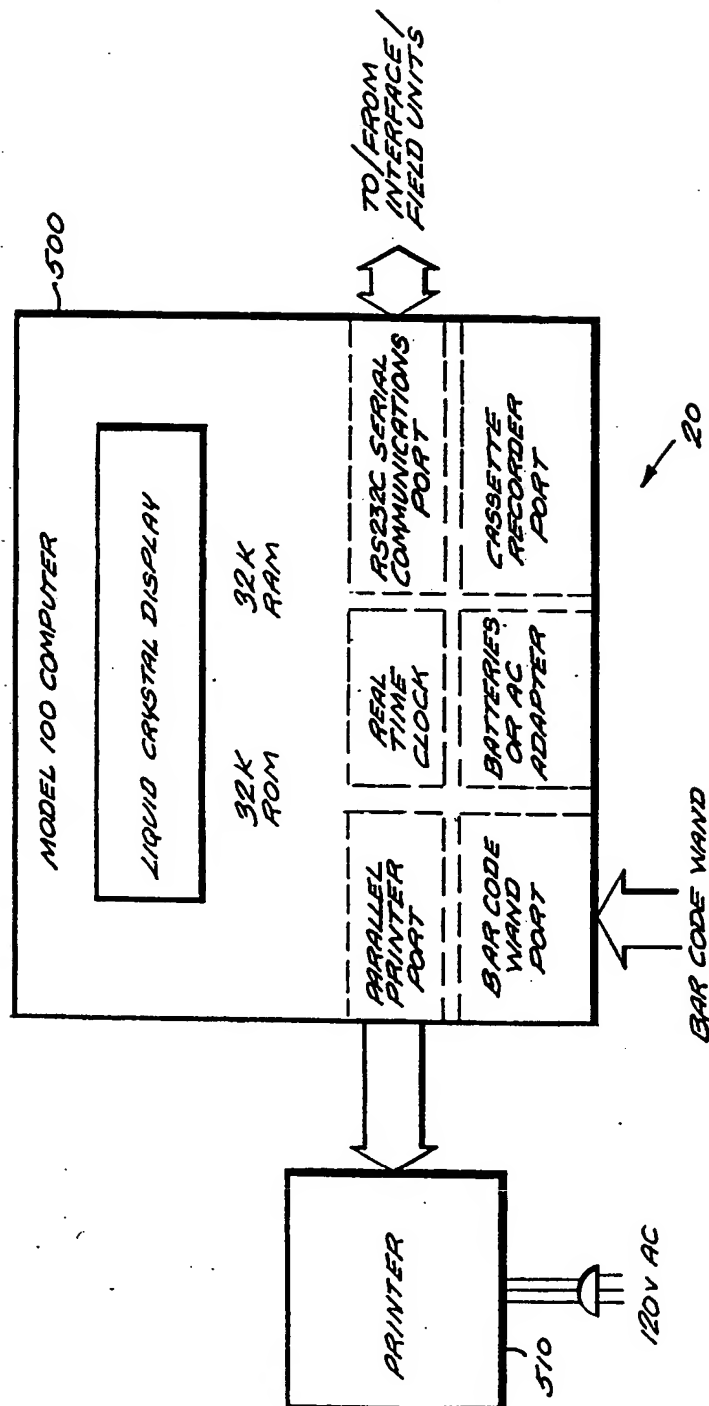 MODEL 100 COMPUTER
500
LIQUID CRYSTAL DISPLAY
32K
ROM
32K
RAM
PARALLEL
PRINTER
PORT
REAL
TIME
CLOCK
RS232C SERIAL
COMMUNICATIONS
PORT
TO/FROM
INTERFACE/
FIELD UNITS
BAR CODE
WAND
PORT
BATTERIES
OR AC
ADAPTER
CASSETTE
RECORDER
PORT
PRINTER
510
120V AC
BAR CODE WAND
20